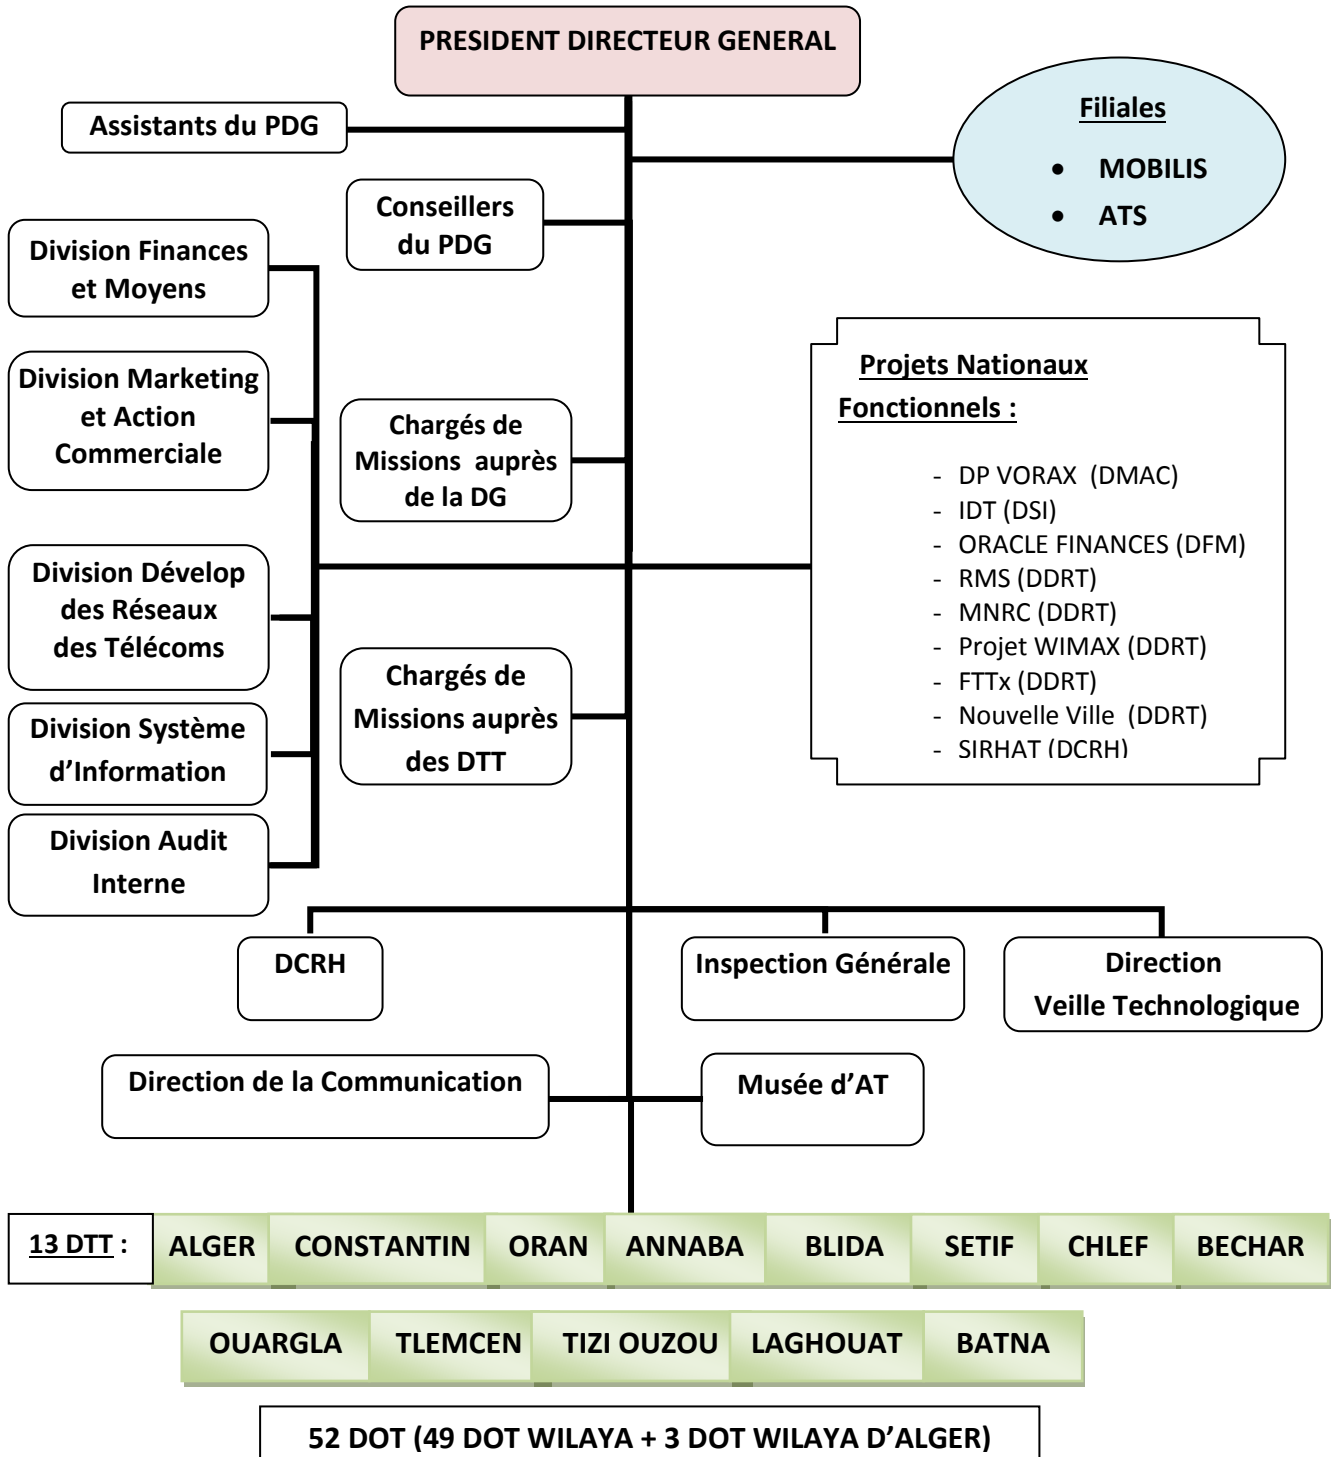 PRESIDENT DIRECTEUR GENERAL
Assistants du PDG
Filiales
• MOBILIS
• ATS
Conseillers
du PDG
Division Finances
et Moyens
Division Marketing
et Action
Commerciale
Chargés de
Missions auprès
de la DG
Projets Nationaux
Fonctionnels :
- DP VORAX (DMAC)
- IDT (DSI)
- ORACLE FINANCES (DFM)
- RMS (DDRT)
- MNRC (DDRT)
- Projet WIMAX (DDRT)
- FTTx (DDRT)
- Nouvelle Ville (DDRT)
- SIRHAT (DCRH)
Division Dévelop
des Réseaux
des Télécoms
Chargés de
Missions auprès
des DTT
Division Système
d’Information
Division Audit
Interne
DCRH
Inspection Générale
Direction
Veille Technologique
Direction de la Communication
Musée d’AT
13 DTT :
ALGER
CONSTANTIN
ORAN
ANNABA
BLIDA
SETIF
CHLEF
BECHAR
OUARGLA
TLEMCEN
TIZI OUZOU
LAGHOUAT
BATNA
52 DOT (49 DOT WILAYA + 3 DOT WILAYA D’ALGER)